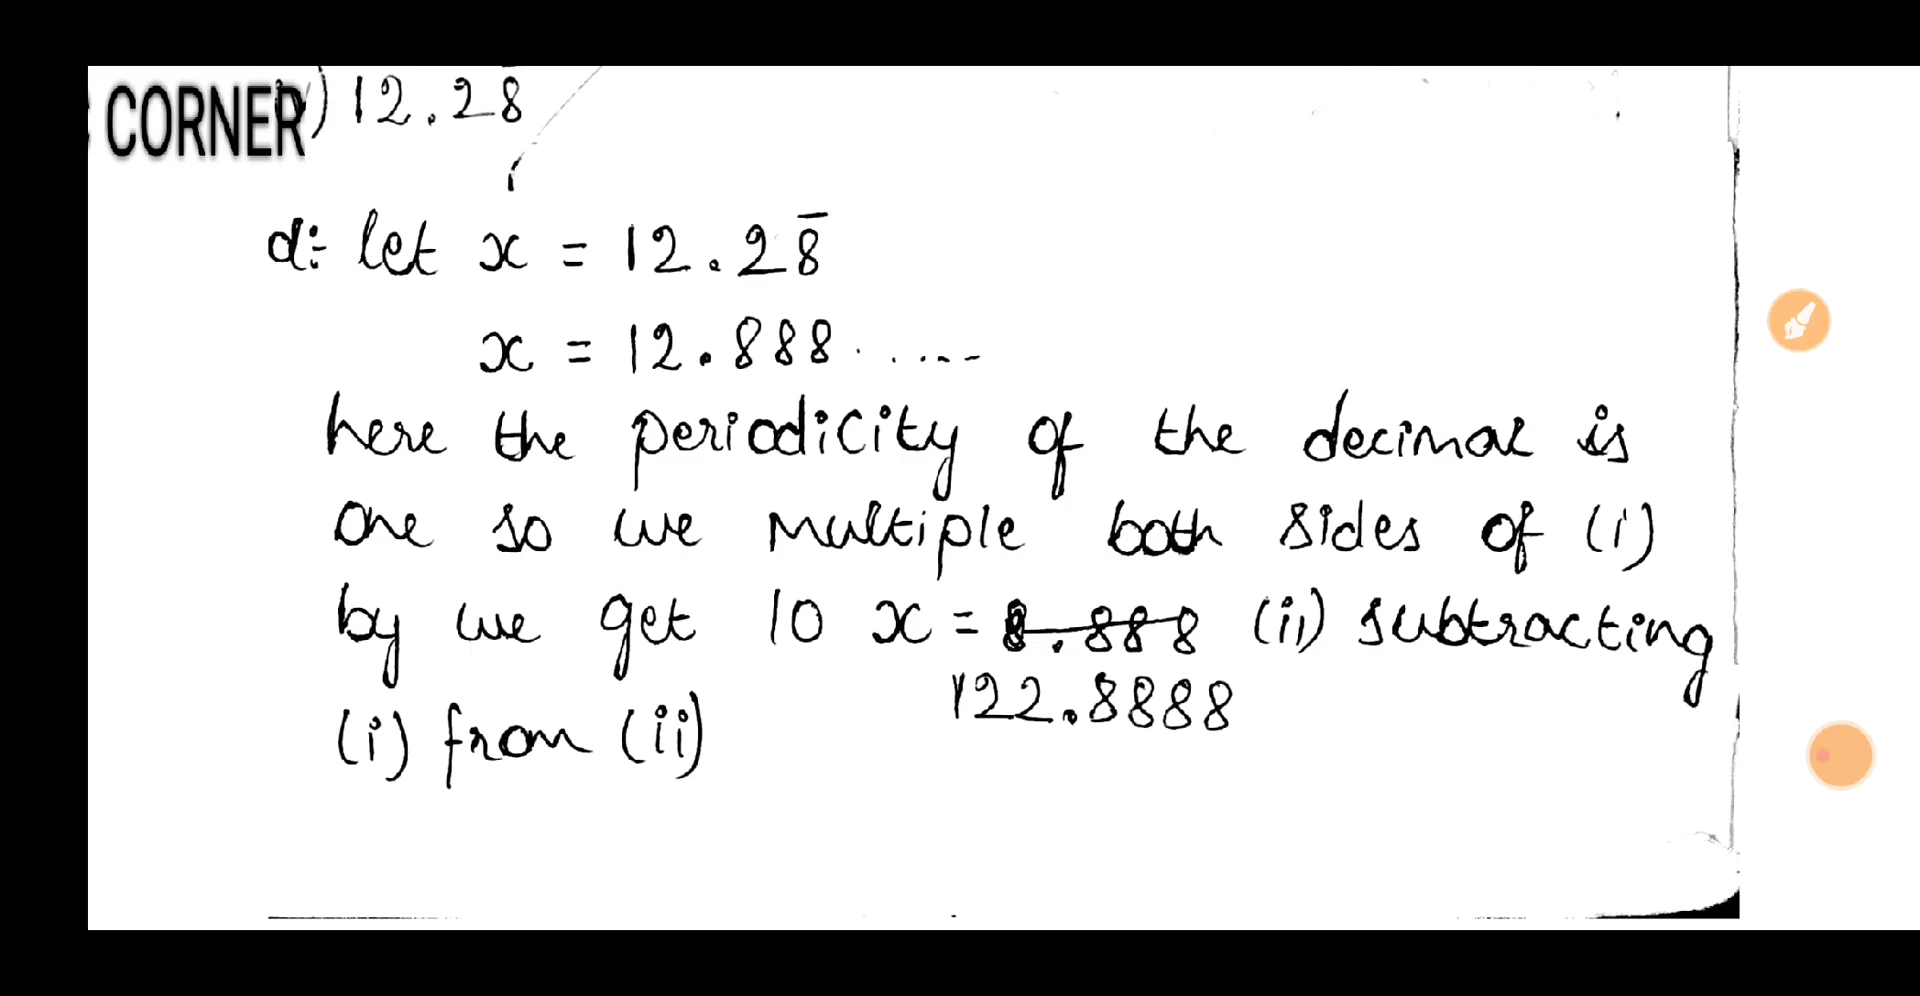 CORNER
) 12.28
d:- let x = 12.28̅
x = 12.888.....
here the periodicity of the decimal is
one so we multiple both sides of (i)
by we get 10 x = 8.888 (ii) subtracting
122.8888
(i) from (ii)